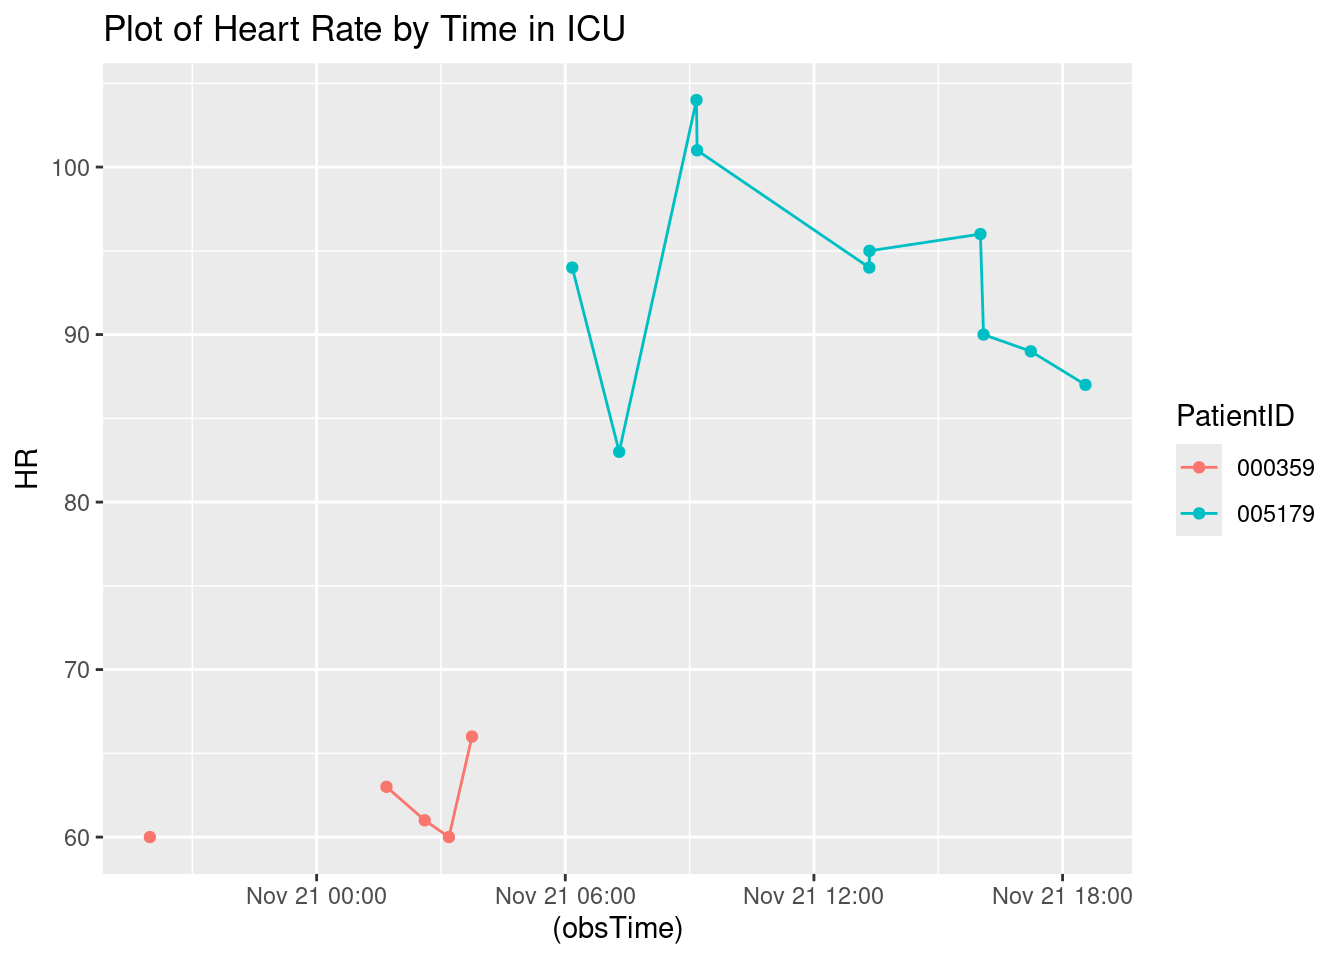 Plot of Heart Rate by Time in ICU
100
90
80
70
60
HR
Nov 21 00:00
Nov 21 06:00
Nov 21 12:00
Nov 21 18:00
(obsTime)
PatientID
000359
005179